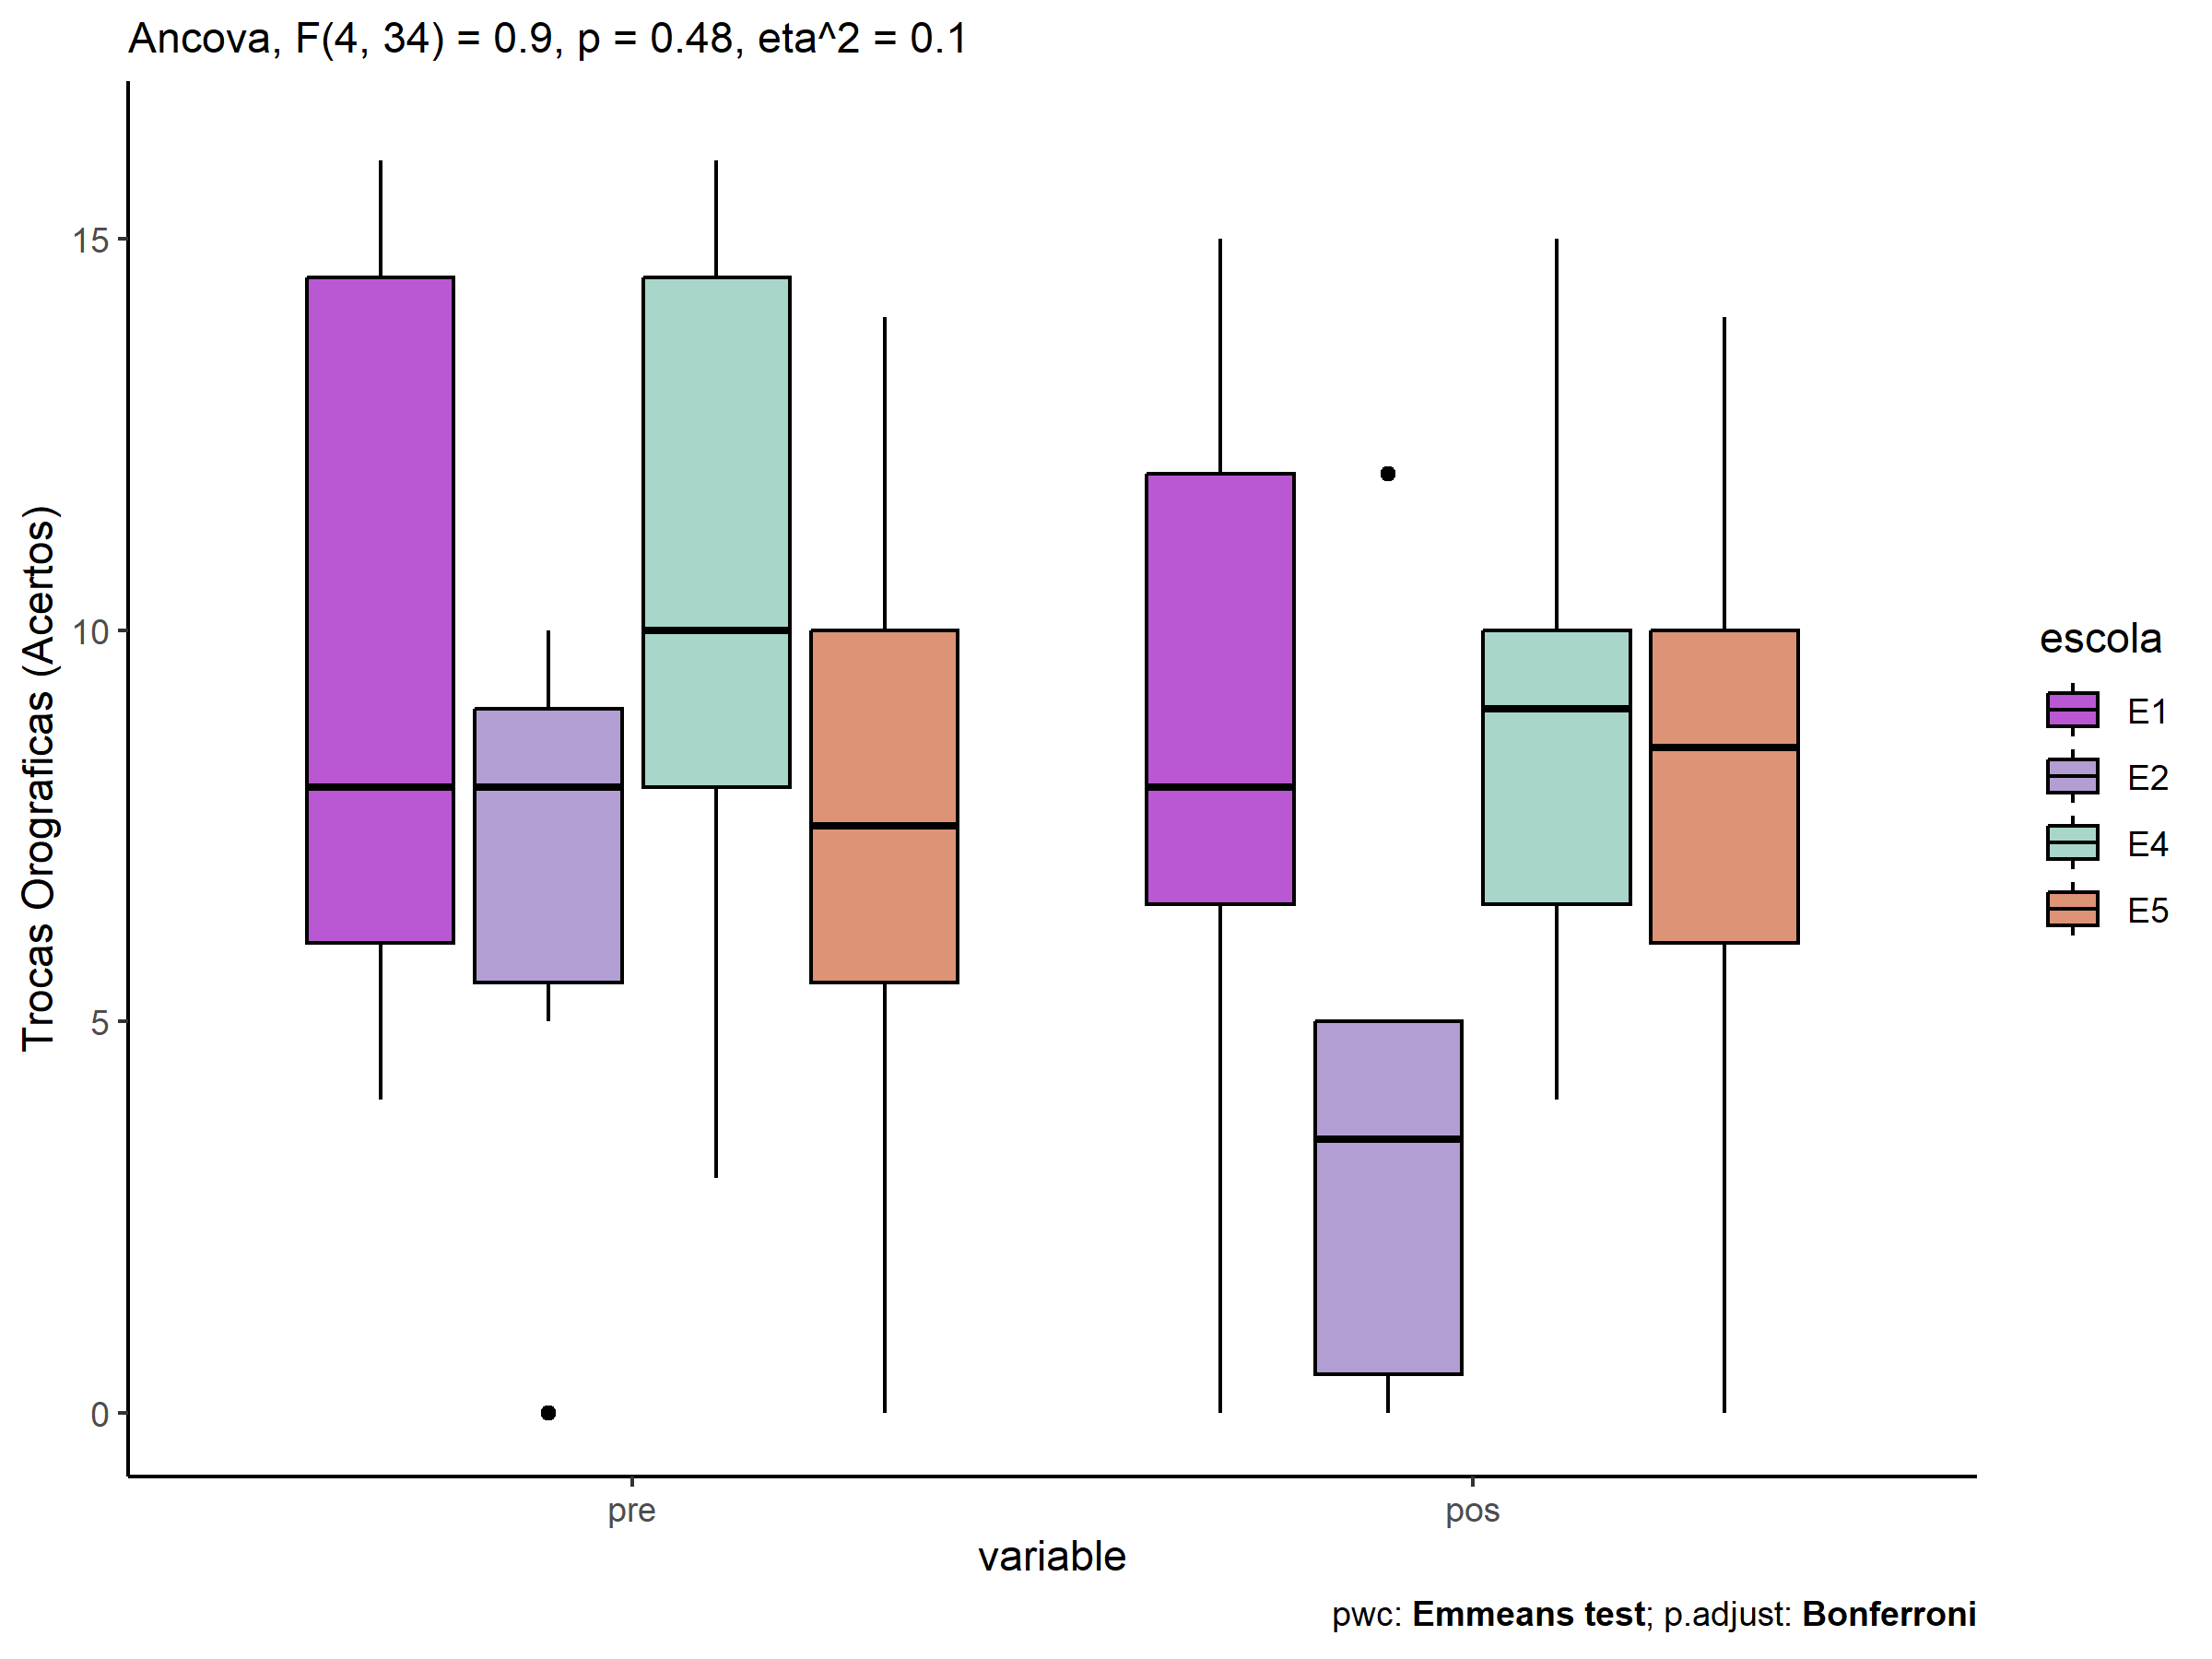 Ancova, F(4, 34) = 0.9, p = 0.48, eta^2 = 0.1
Trocas Orograficas (Acertos)
15
10
5
0
pre
pos
variable
escola
E1
E2
E4
E5
pwc: Emmeans test; p.adjust: Bonferroni